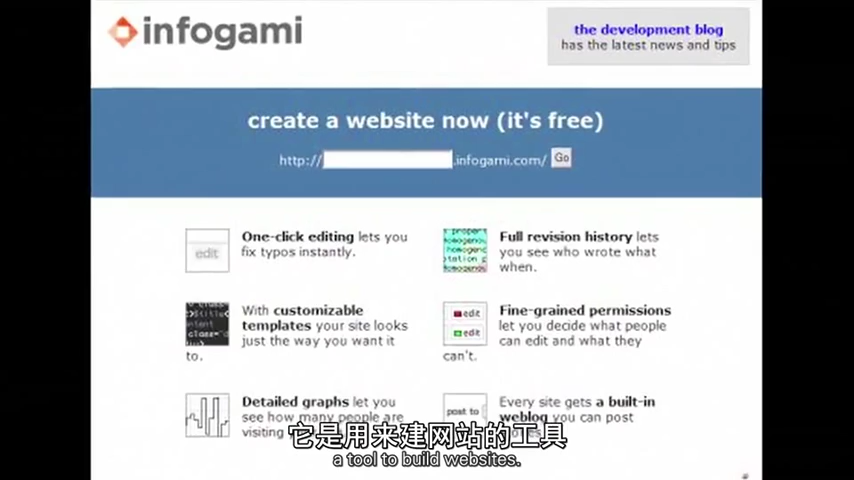 infogami
the development blog
has the latest news and tips
create a website now (it's free)
http:// .infogami.com/ Go
edit
One-click editing lets you
fix typos instantly.
Full revision history lets
you see who wrote what
when.
With customizable
templates your site looks
just the way you want it
to.
edit
edit
Fine-grained permissions
let you decide what people
can edit and what they
can't.
Detailed graphs let you
see how many people are
visiting
post to
Every site gets a built-in
weblog you can post
它是用来建网站的工具
a tool to build websites.